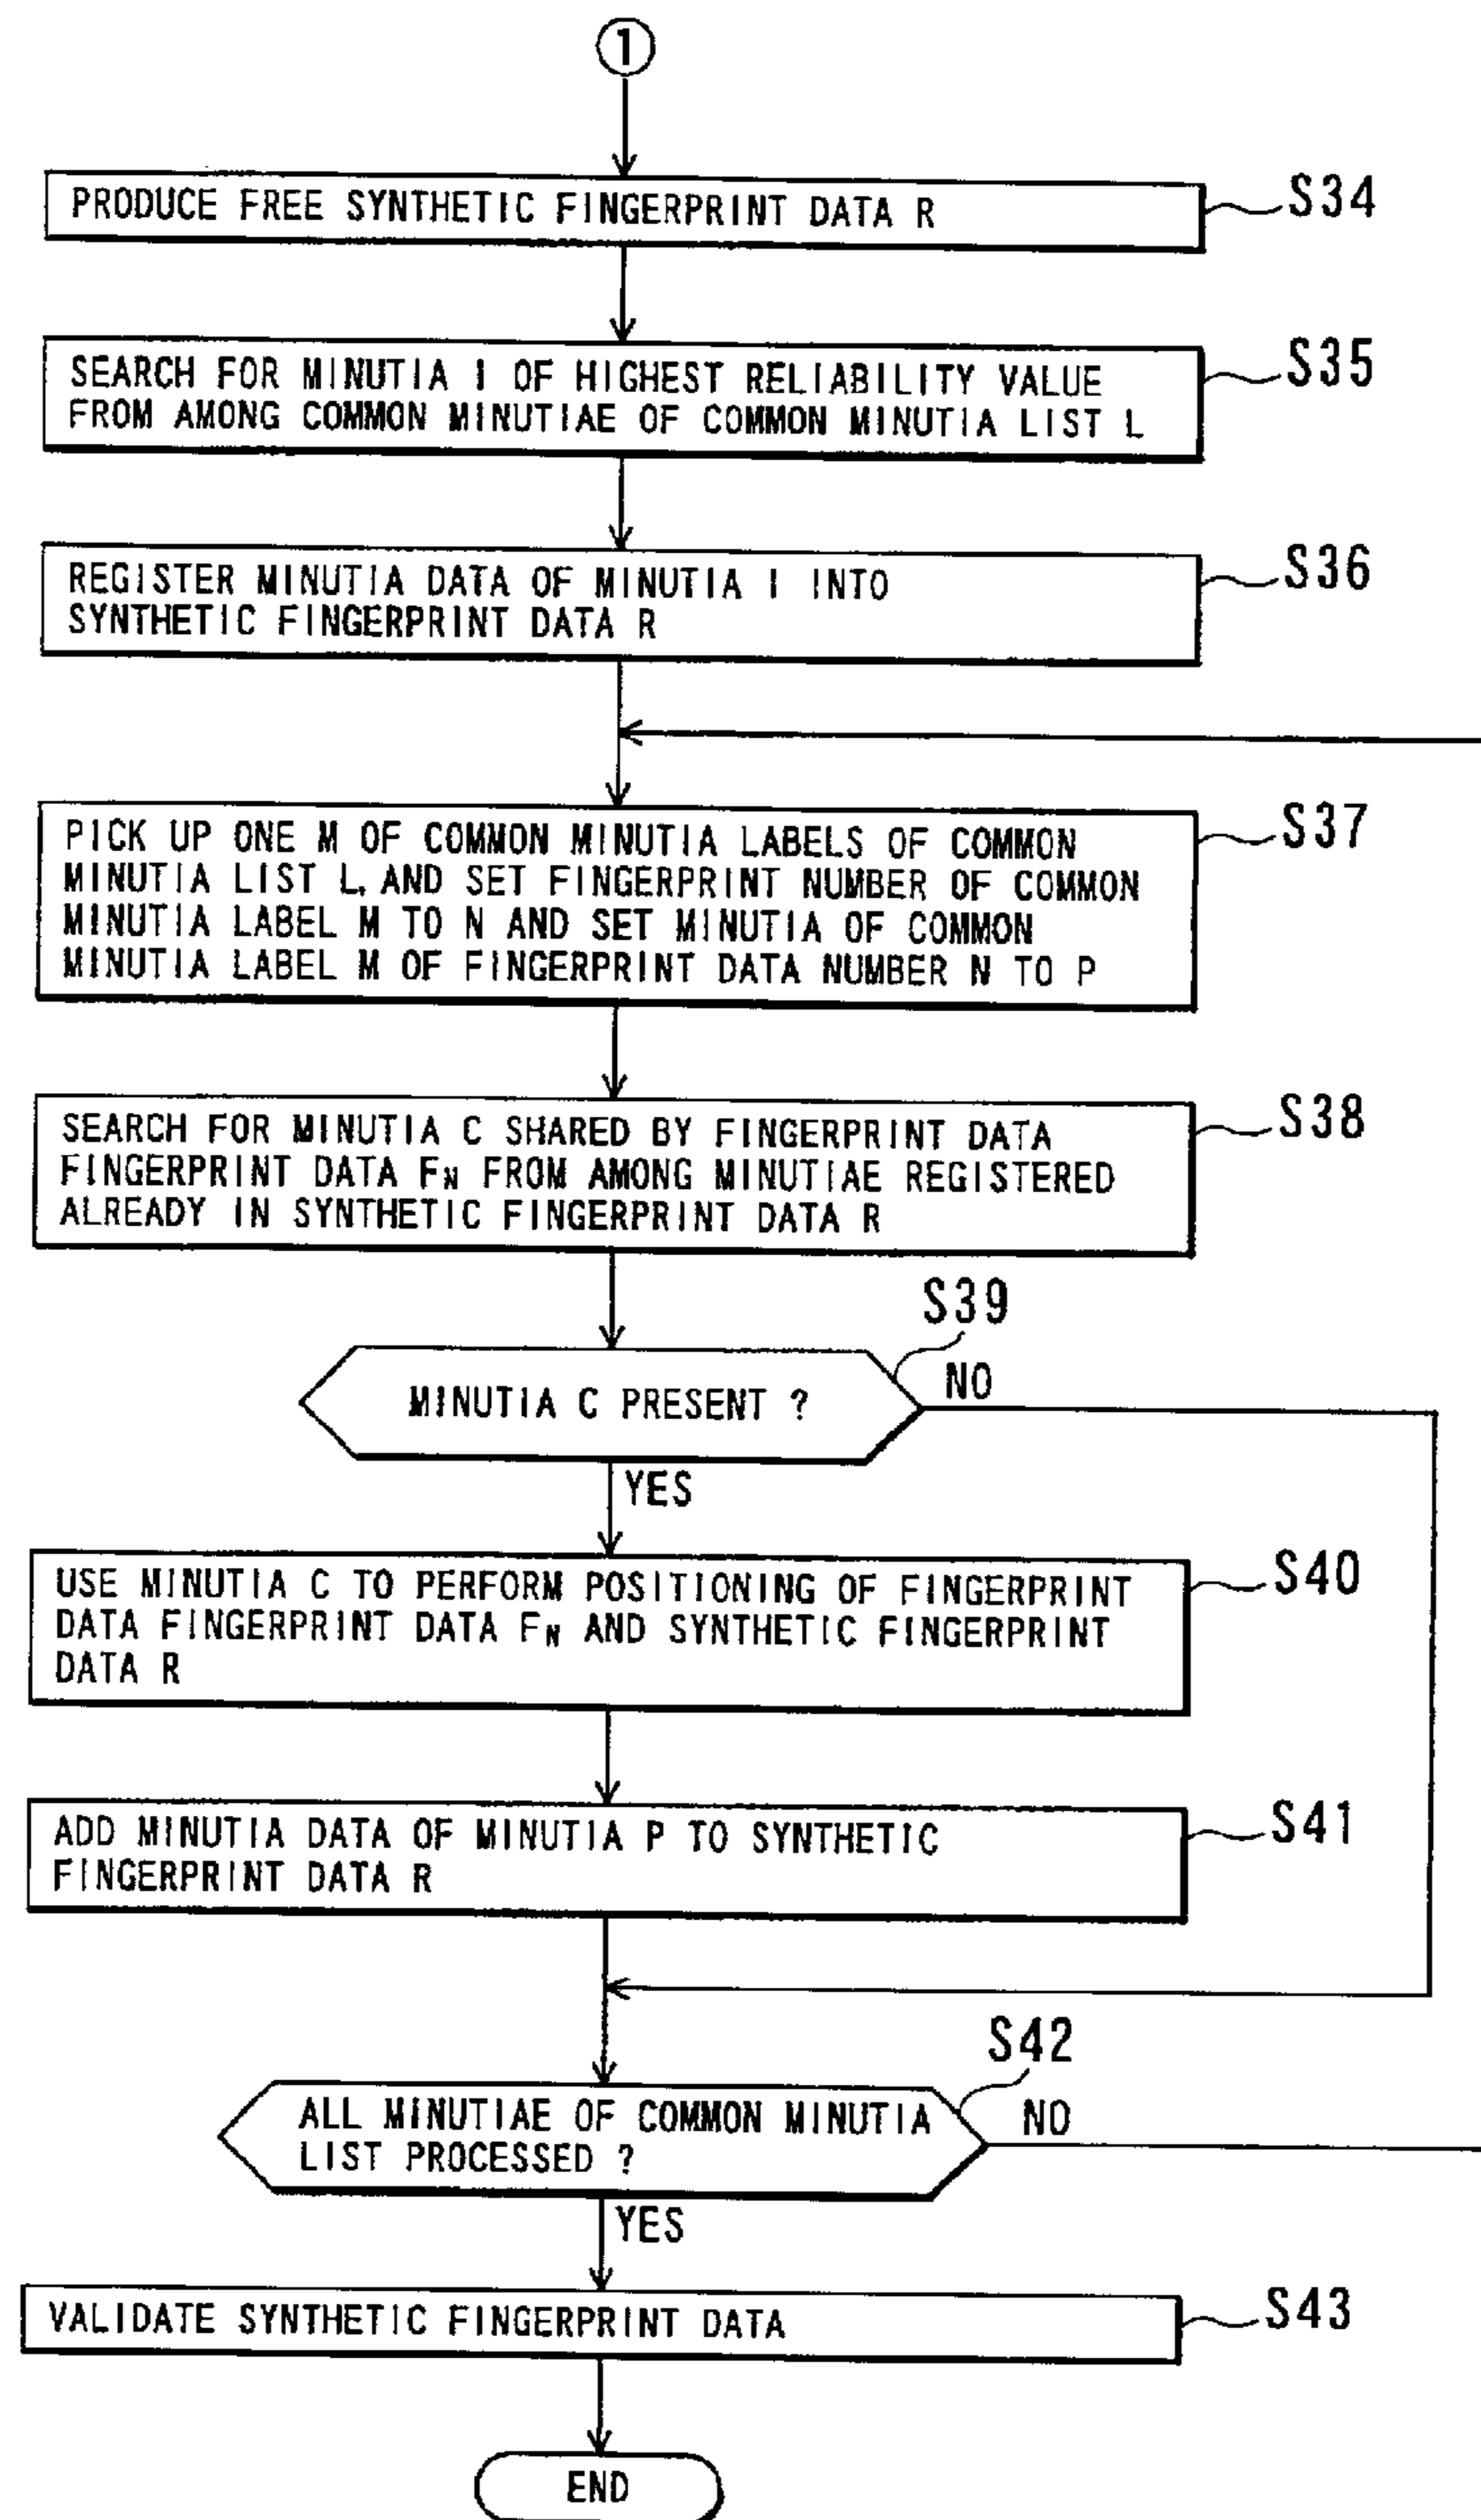 1
PRODUCE FREE SYNTHETIC FINGERPRINT DATA R
S34
SEARCH FOR MINUTIA I OF HIGHEST RELIABILITY VALUE
FROM AMONG COMMON MINUTIAE OF COMMON MINUTIA LIST L
S35
REGISTER MINUTIA DATA OF MINUTIA I INTO
SYNTHETIC FINGERPRINT DATA R
S36
PICK UP ONE M OF COMMON MINUTIA LABELS OF COMMON
MINUTIA LIST L, AND SET FINGERPRINT NUMBER OF COMMON
MINUTIA LABEL M TO N AND SET MINUTIA OF COMMON
MINUTIA LABEL M OF FINGERPRINT DATA NUMBER N TO P
S37
SEARCH FOR MINUTIA C SHARED BY FINGERPRINT DATA
FINGERPRINT DATA FN FROM AMONG MINUTIAE REGISTERED
ALREADY IN SYNTHETIC FINGERPRINT DATA R
S38
S39
MINUTIA C PRESENT ?
NO
YES
USE MINUTIA C TO PERFORM POSITIONING OF FINGERPRINT
DATA FINGERPRINT DATA FN AND SYNTHETIC FINGERPRINT
DATA R
S40
ADD MINUTIA DATA OF MINUTIA P TO SYNTHETIC
FINGERPRINT DATA R
S41
S42
ALL MINUTIAE OF COMMON MINUTIA
LIST PROCESSED ?
NO
YES
VALIDATE SYNTHETIC FINGERPRINT DATA
S43
END